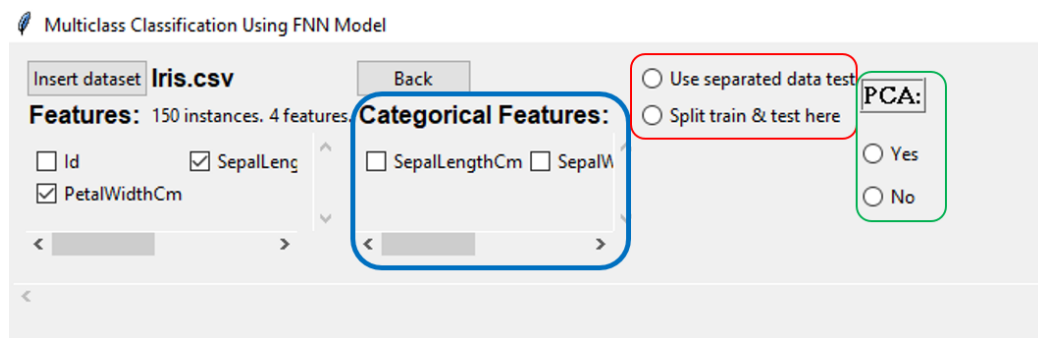 Multiclass Classification Using FNN Model
Insert dataset Iris.csv Back Use separated data test
PCA:
Features: 150 instances. 4 features. Categorical Features: Split train & test here
Id SepalLeng SepalLengthCm SepalW Yes
PetalWidthCm No